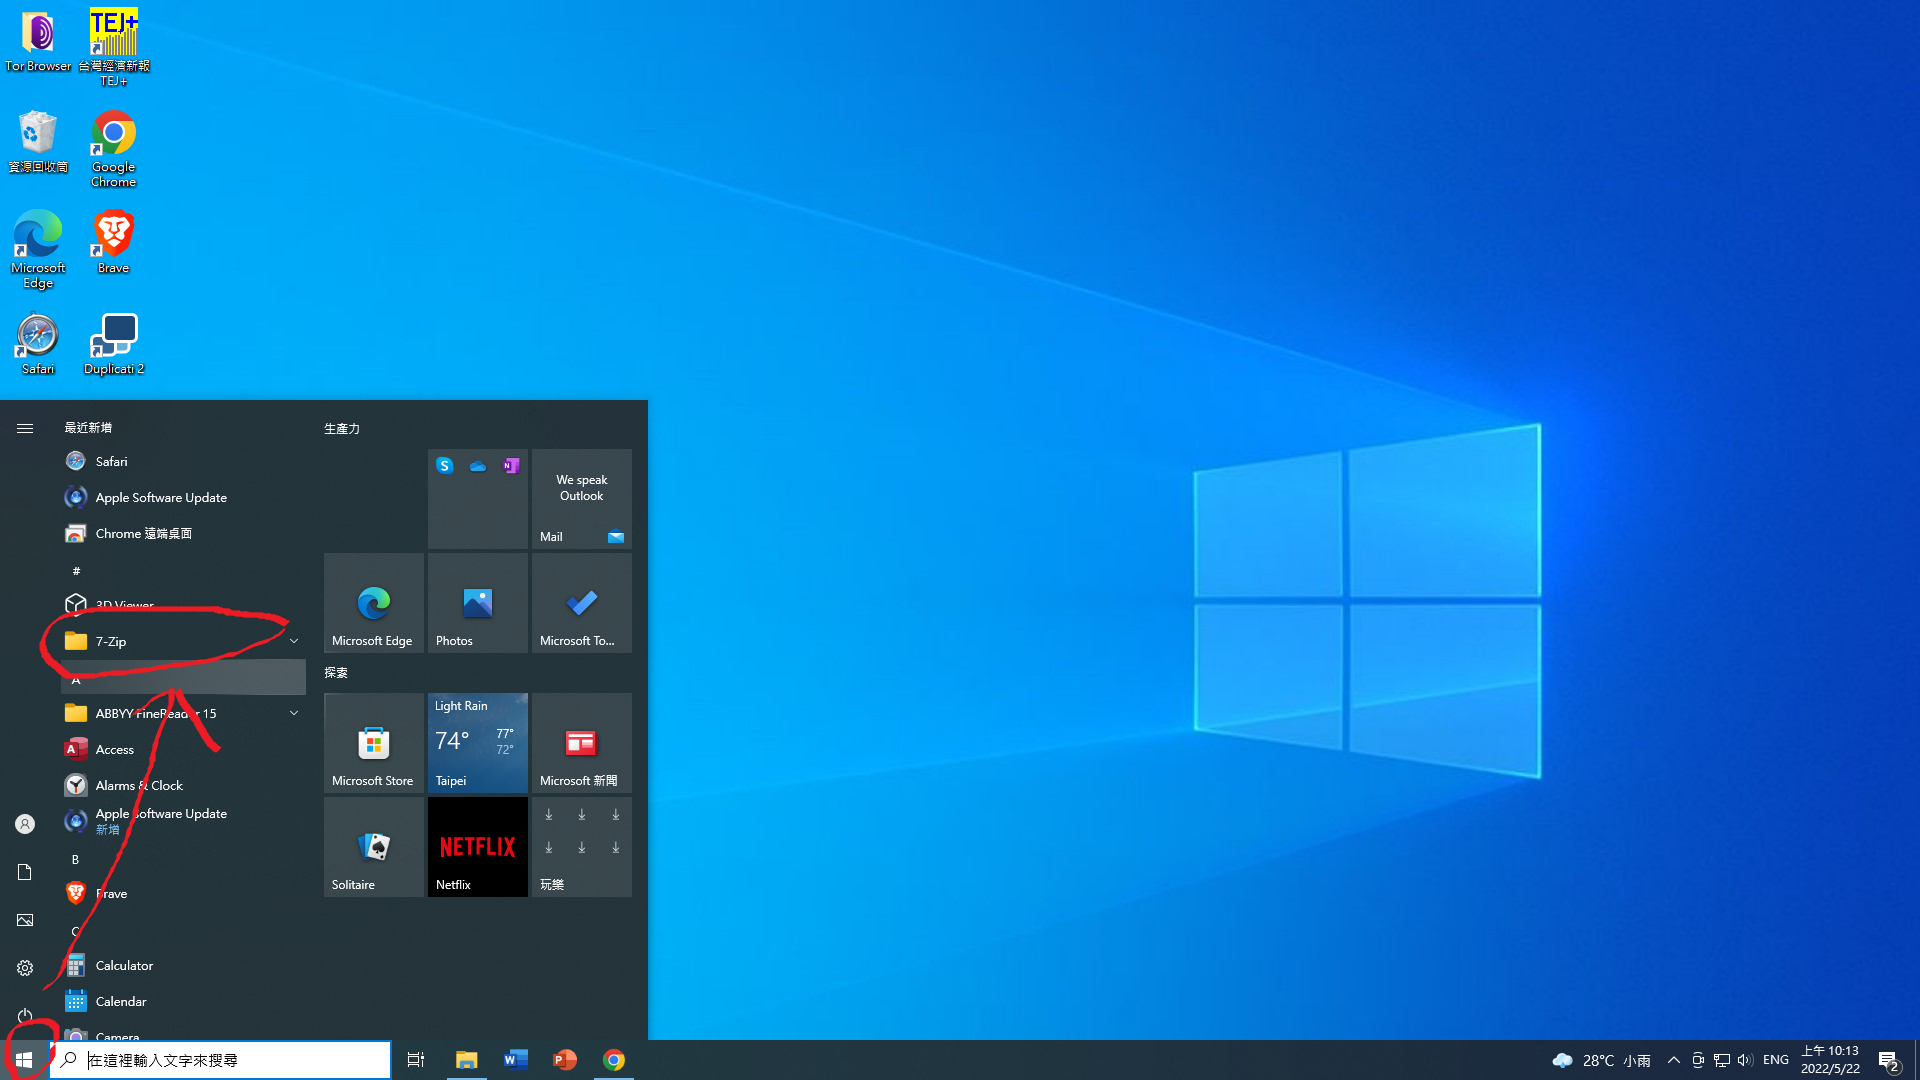 TEJ+
Tor Browser
台灣經濟新報
TEJ+
資源回收筒
Google
Chrome
Microsoft
Edge
Brave
Safari
Duplicati 2
最近新增
Safari
Apple Software Update
Chrome 遠端桌面
#
3D Viewer
7-Zip
A
ABBYY FineReader 15
Access
Alarms & Clock
Apple Software Update
新增
B
Brave
C
Calculator
Calendar
Camera
生產力
We speak
Outlook
Mail
Microsoft Edge
Photos
Microsoft To...
探索
Microsoft Store
Light Rain
74°
77°
72°
Taipei
Microsoft 新聞
Solitaire
NETFLIX
Netflix
玩樂
在這裡輸入文字來搜尋
28°C 小雨
ENG
上午 10:13
2022/5/22
2